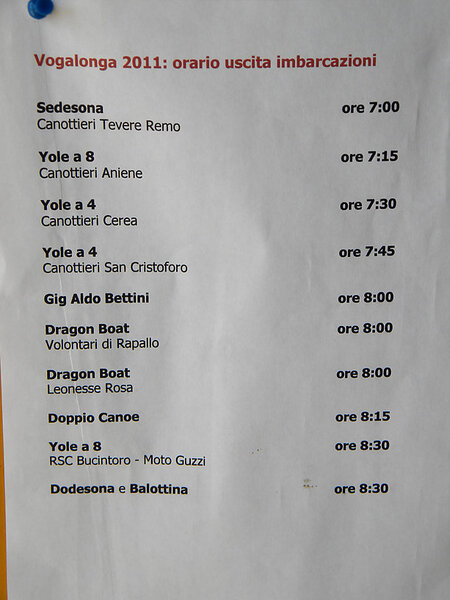 Vogalonga 2011: orario uscita imbarcazioni
Sedesona ore 7:00
Canottieri Tevere Remo
Yole a 8 ore 7:15
Canottieri Aniene
Yole a 4 ore 7:30
Canottieri Cerea
Yole a 4 ore 7:45
Canottieri San Cristoforo
Gig Aldo Bettini ore 8:00
Dragon Boat ore 8:00
Volontari di Rapallo
Dragon Boat ore 8:00
Leonesse Rosa
Doppio Canoe ore 8:15
Yole a 8 ore 8:30
RSC Bucintoro - Moto Guzzi
Dodesona e Balottina ore 8:30